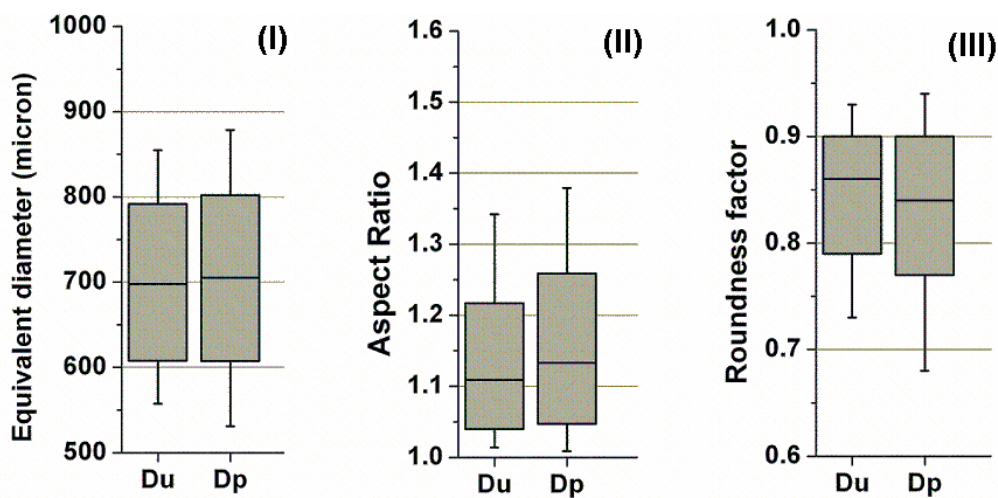 (I)
Equivalent diameter (micron)
1000
900
800
700
600
500
Du Dp
(II)
Aspect Ratio
1.6
1.5
1.4
1.3
1.2
1.1
1.0
Du Dp
(III)
Roundness factor
1.0
0.9
0.8
0.7
0.6
Du Dp